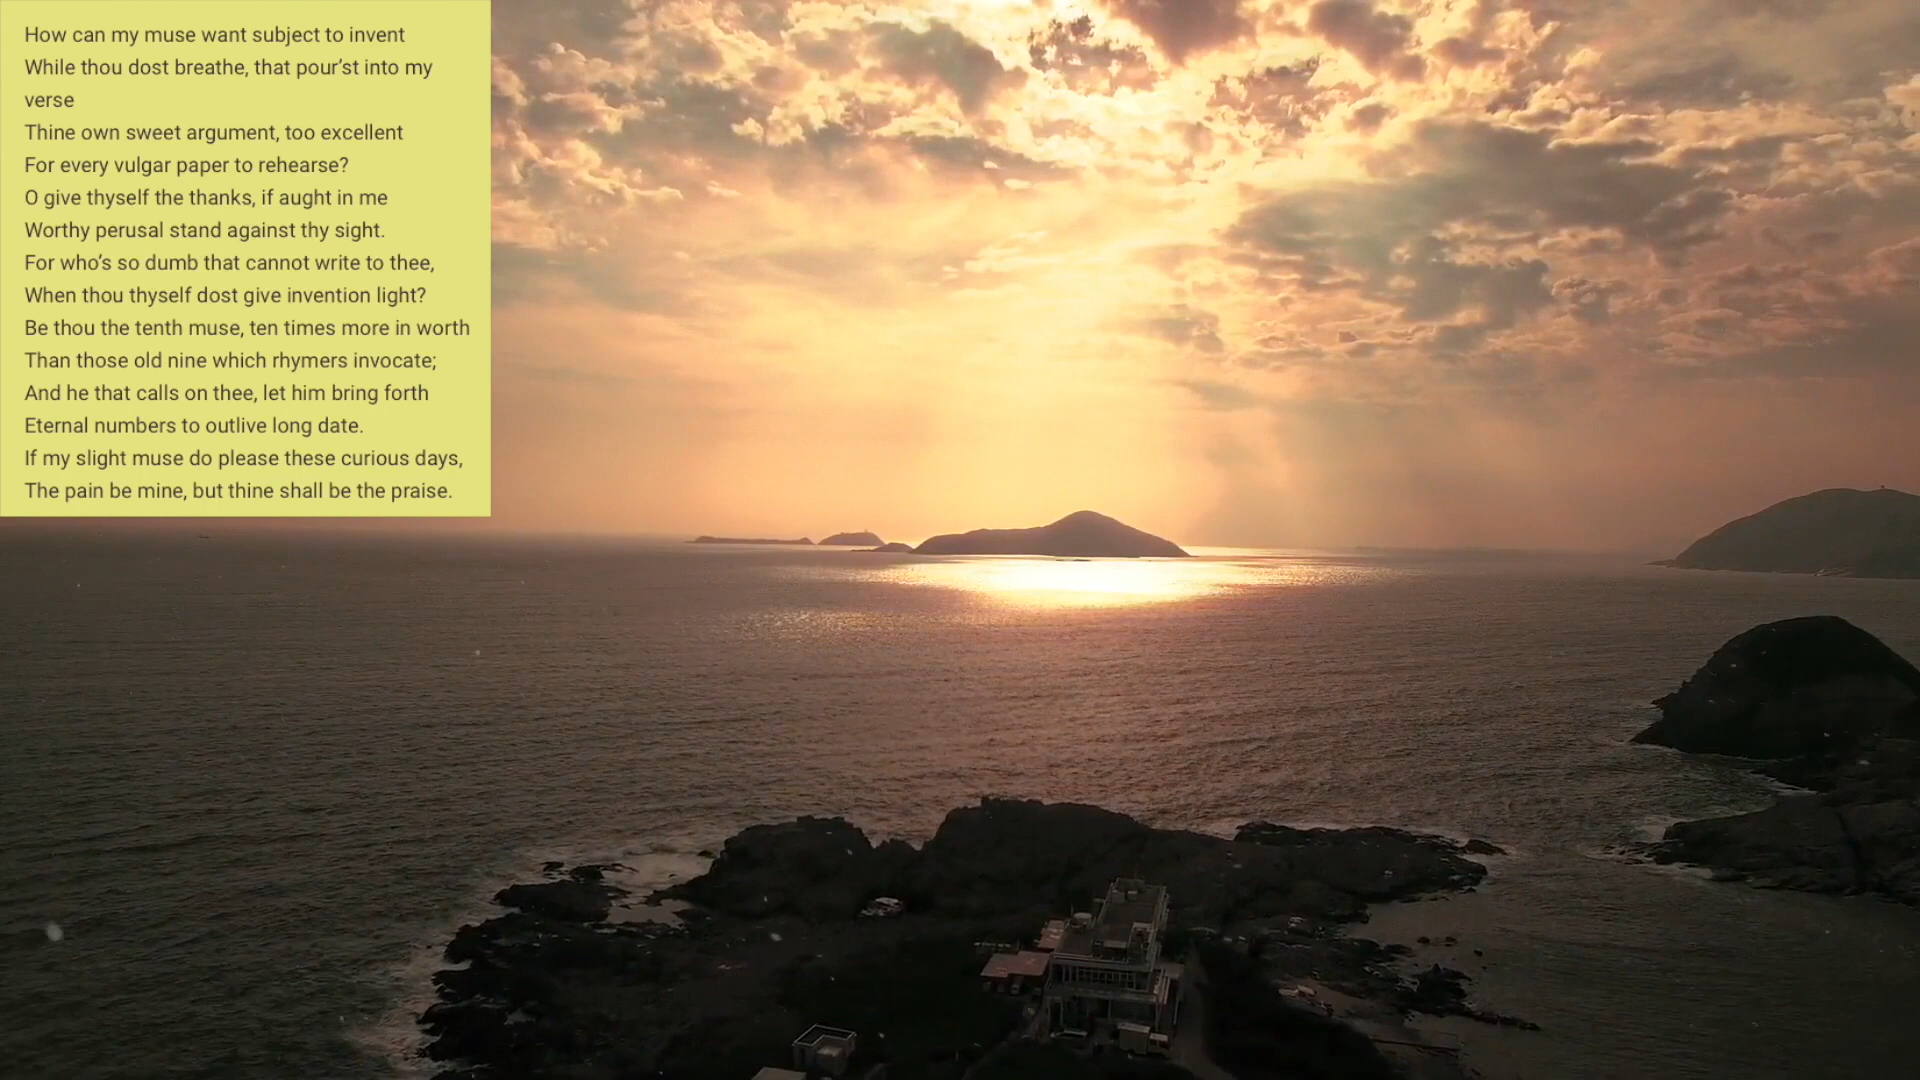 How can my muse want subject to invent
While thou dost breathe, that pour’st into my
verse
Thine own sweet argument, too excellent
For every vulgar paper to rehearse?
O give thyself the thanks, if aught in me
Worthy perusal stand against thy sight.
For who’s so dumb that cannot write to thee,
When thou thyself dost give invention light?
Be thou the tenth muse, ten times more in worth
Than those old nine which rhymers invocate;
And he that calls on thee, let him bring forth
Eternal numbers to outlive long date.
If my slight muse do please these curious days,
The pain be mine, but thine shall be the praise.